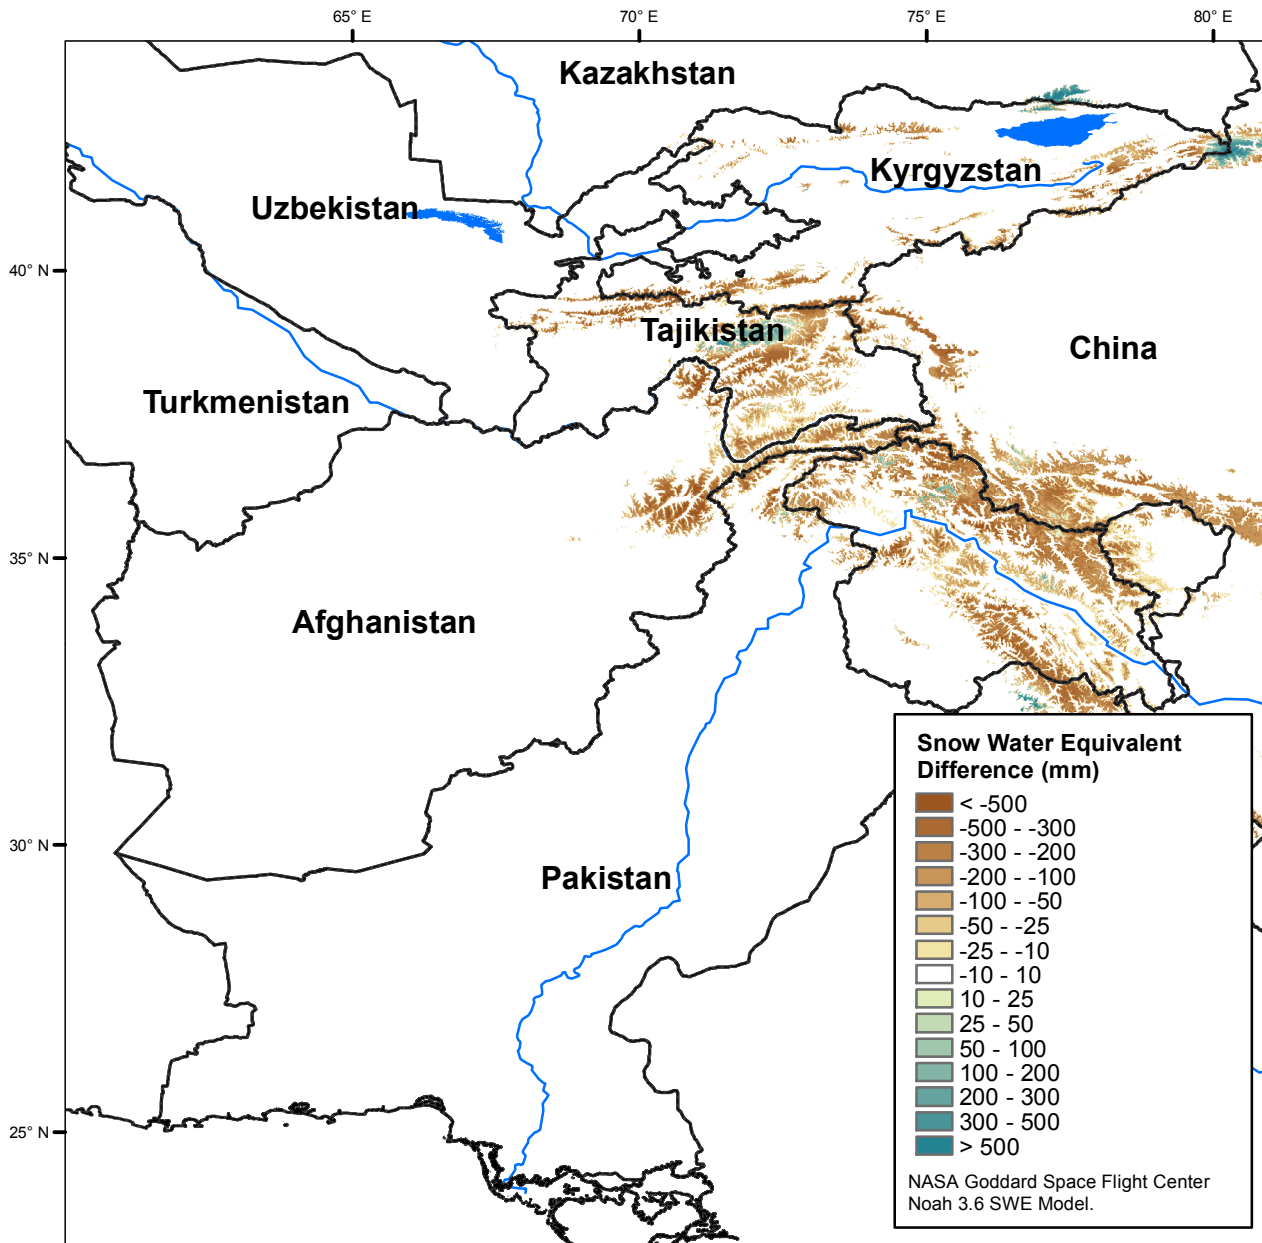 65° E
70° E
75° E
80° E
Kazakhstan
Kyrgyzstan
Uzbekistan
40° N
Tajikistan
China
Turkmenistan
35° N
Afghanistan
30° N
Pakistan
25° N
Snow Water Equivalent
Difference (mm)
< -500
-500 - -300
-300 - -200
-200 - -100
-100 - -50
-50 - -25
-25 - -10
-10 - 10
10 - 25
25 - 50
50 - 100
100 - 200
200 - 300
300 - 500
> 500
NASA Goddard Space Flight Center
Noah 3.6 SWE Model.